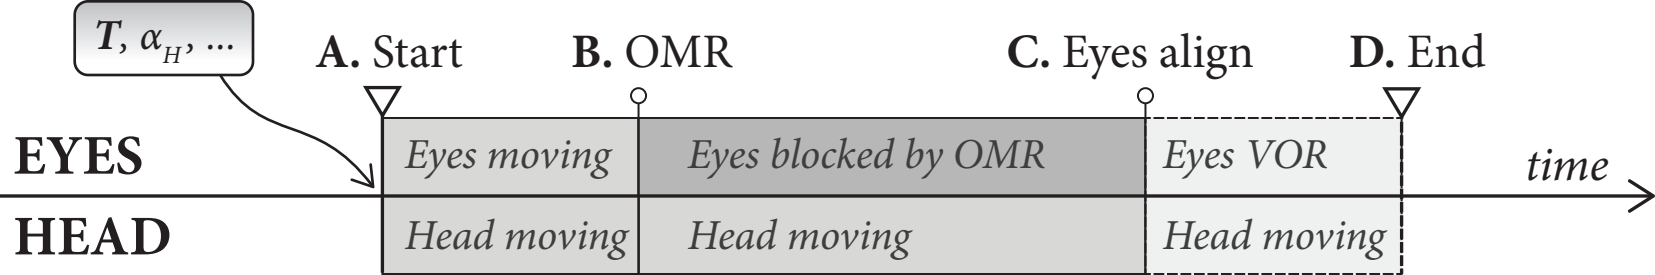 T, α_H, ...
A. Start
B. OMR
C. Eyes align
D. End
EYES
Eyes moving
Eyes blocked by OMR
Eyes VOR
time
HEAD
Head moving
Head moving
Head moving